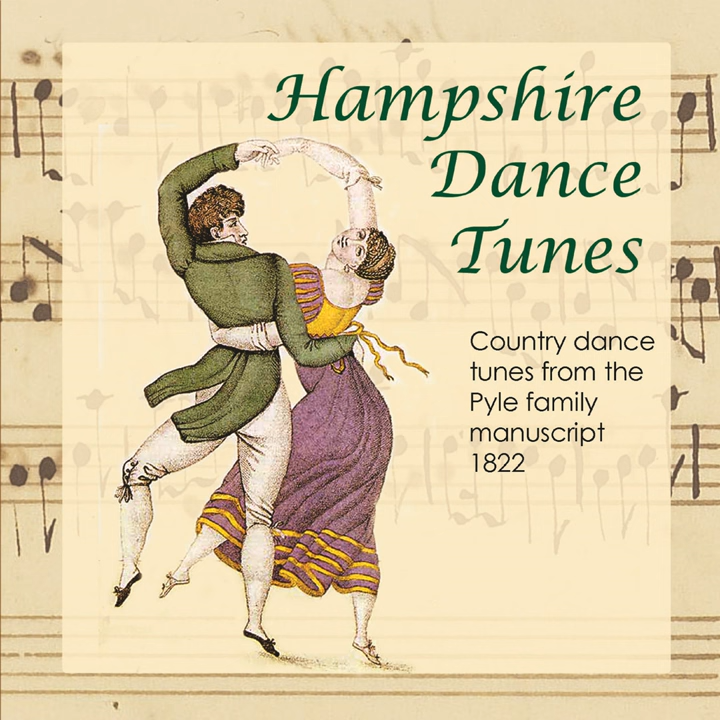 Hampshire
Dance
Tunes
Country dance
tunes from the
Pyle family
manuscript
1822